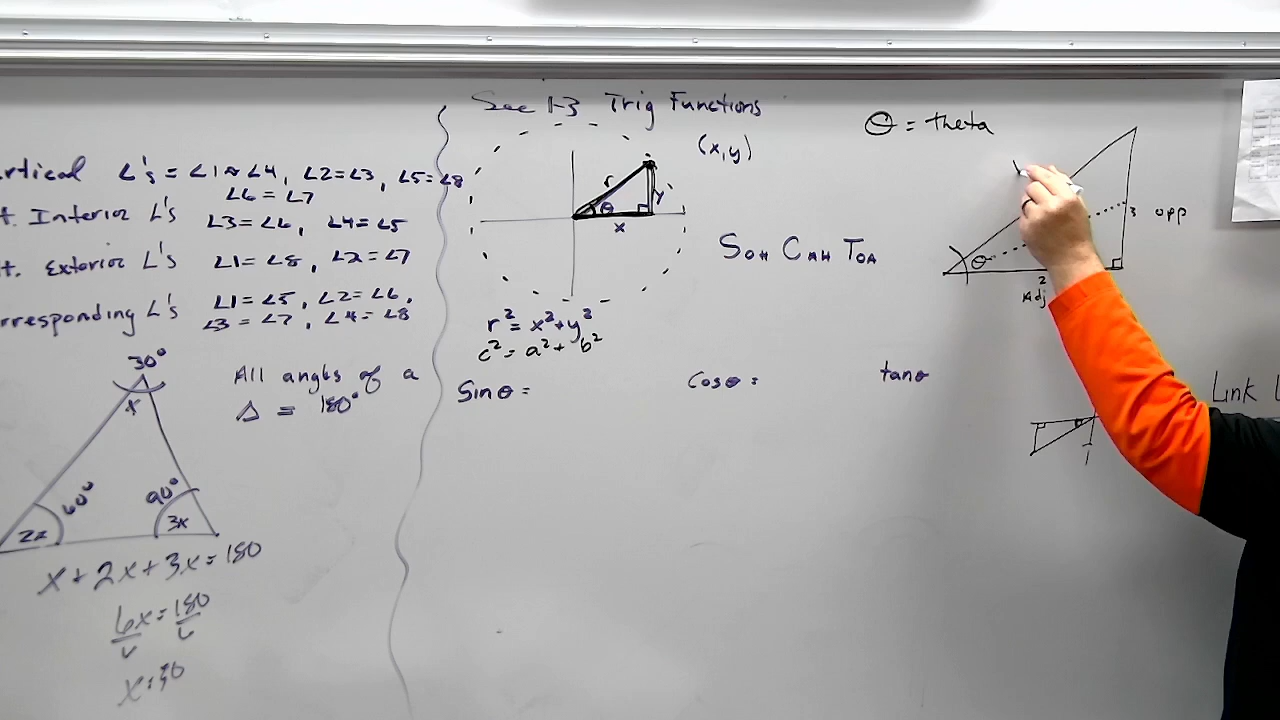 ∠'s = ∠1 = ∠4, ∠2=∠3, ∠5=∠8
∠6 = ∠7
Interior ∠'s ∠3=∠6, ∠4=∠5
Exterior ∠'s ∠1=∠8, ∠2=∠7
∠'s ∠1=∠5, ∠2=∠6,
∠3=∠7, ∠4=∠8
30°
x
60°
2x
90°
3x
All angles of a
△ = 180°
x+2x+3x=180
6x=180
6 6
x=30
Sec 1-3 Trig Functions
(x,y)
r
θ
y
x
r² = x²+y²
c² = a²+b²
SOH CAH TOA
Sinθ =
Cosθ =
tanθ
θ = theta
θ
3 opp
2
Adj
Link